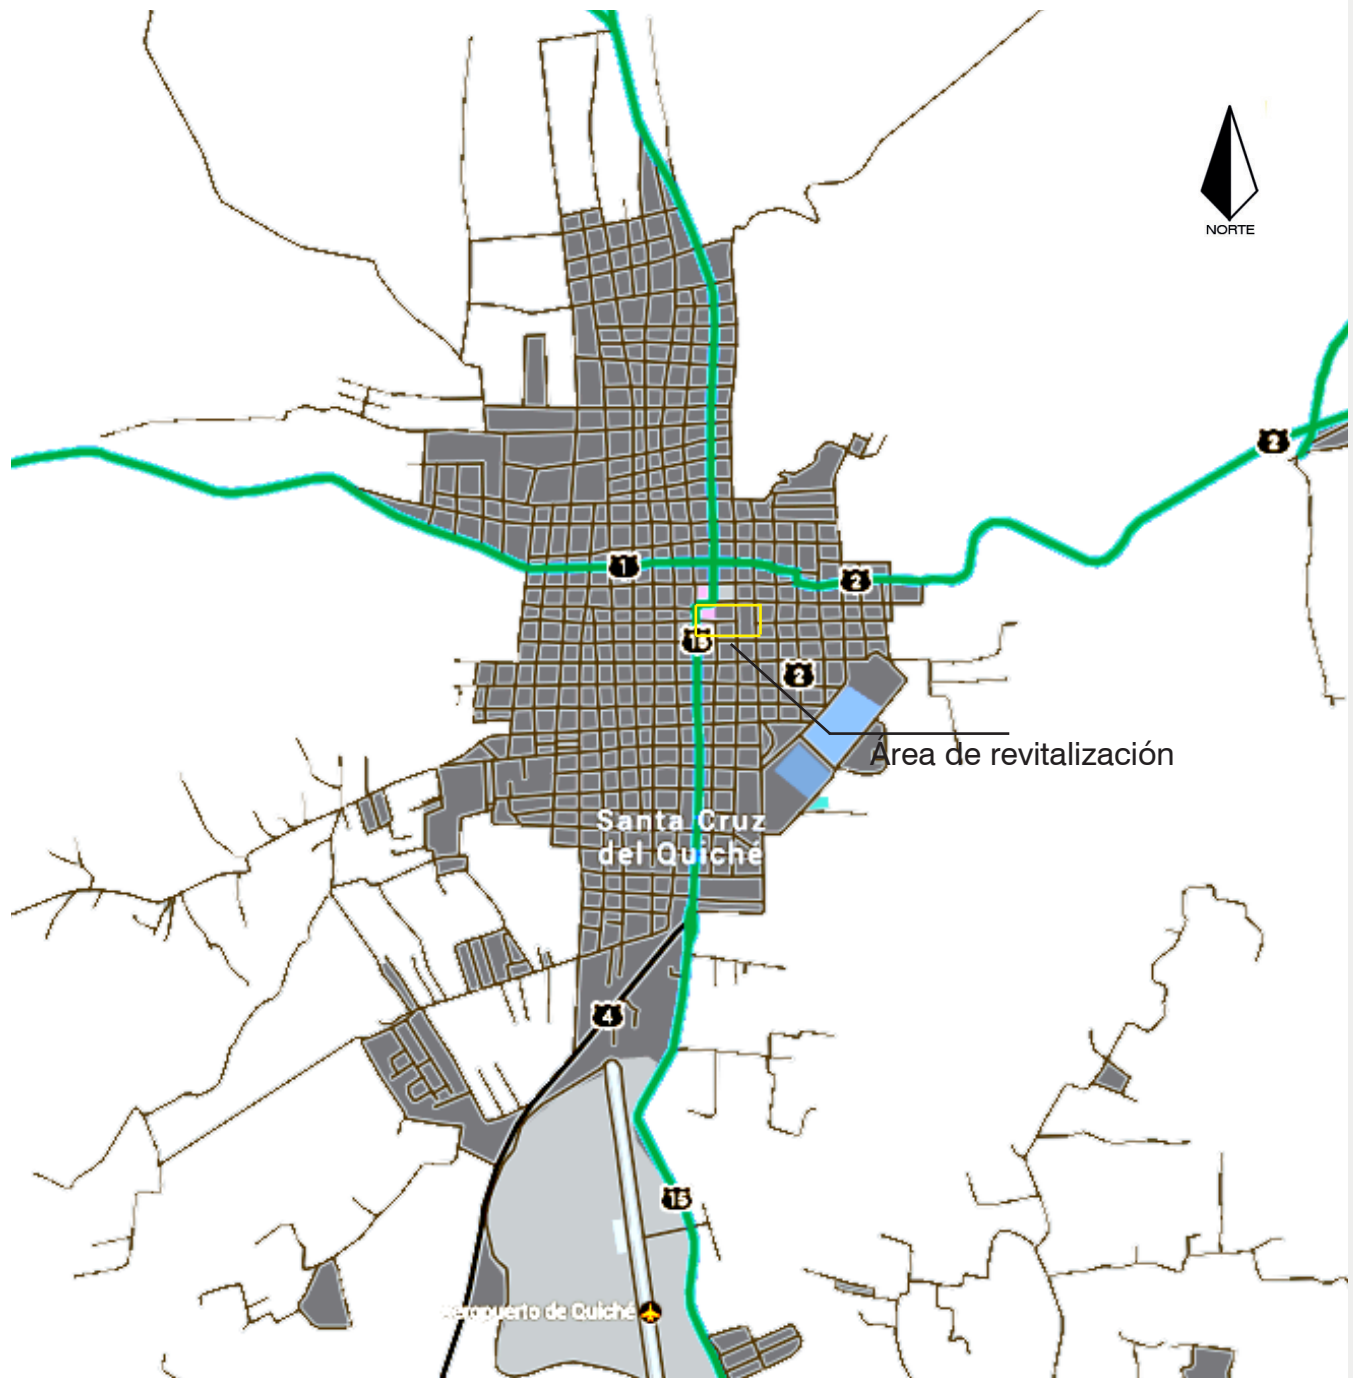 NORTE
2
1
2
15
2
Área de revitalización
Santa Cruz
del Quiché
4
15
Aeropuerto de Quiché